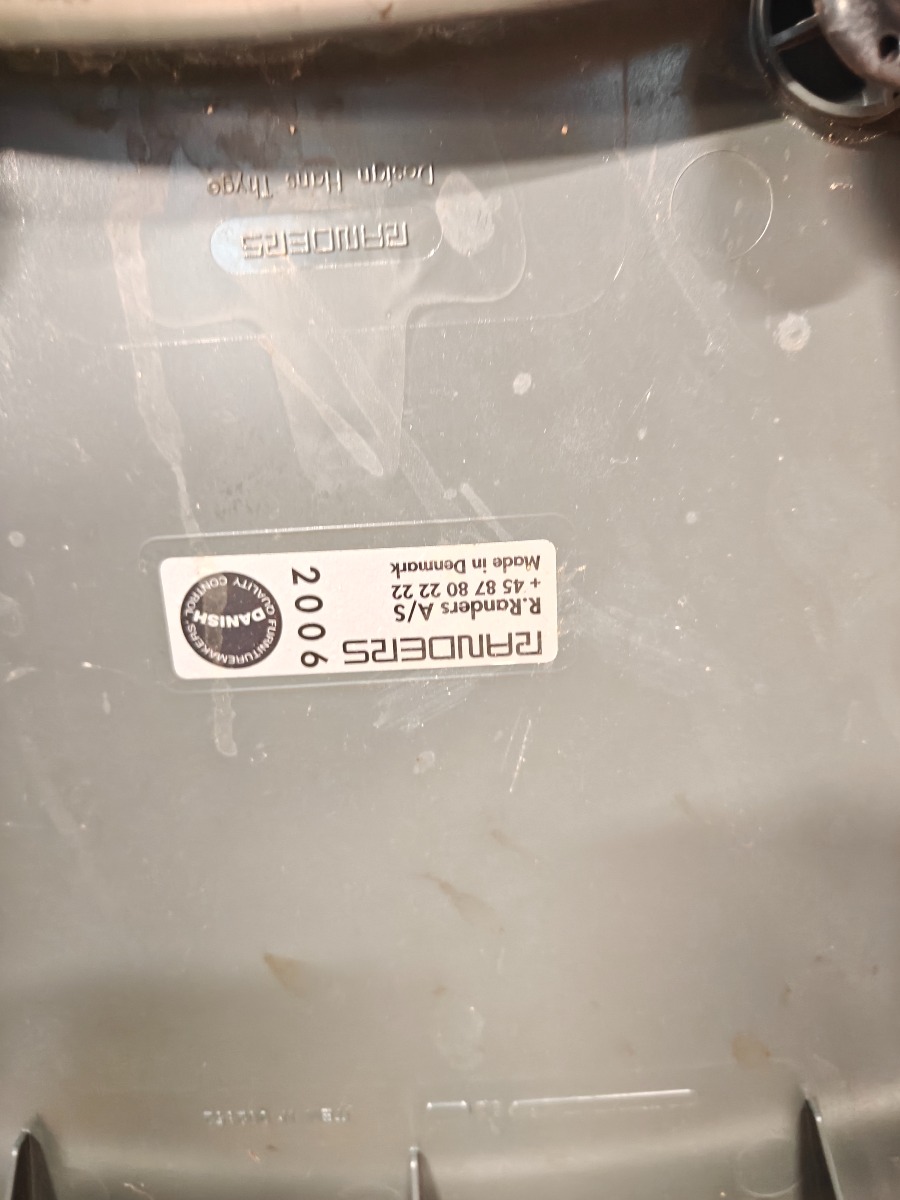 Design Hans Thyge
RANDERS
RANDERS
R.Randers A/S
+ 45 87 80 22 22
Made in Denmark
2006
DANISH
FURNITUREMAKERS'
QUALITY CONTROL